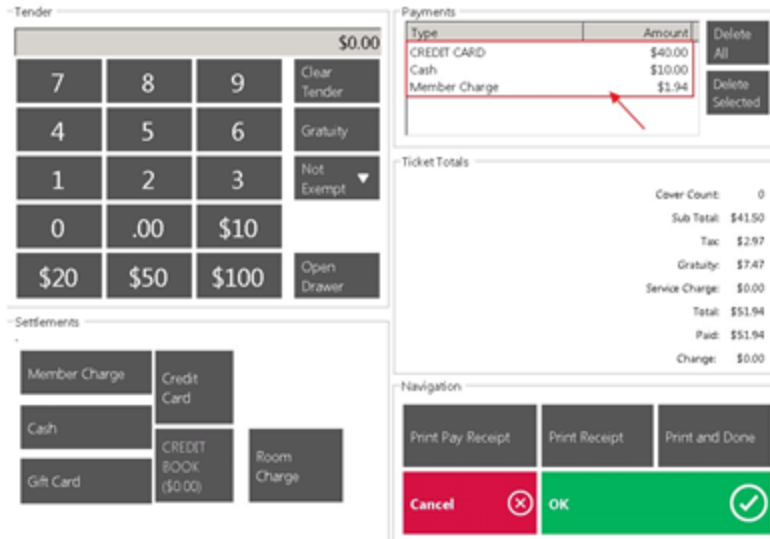 Tender
$0.00
7
8
9
Clear
Tender
4
5
6
Gratuity
1
2
3
Not
Exempt
0
.00
$10
$20
$50
$100
Open
Drawer
Settlements
Member Charge
Credit
Card
Cash
CREDIT
BOOK
($0.00)
Room
Charge
Gift Card
Payments
Type Amount
CREDIT CARD $40.00
Cash $10.00
Member Charge $1.94
Delete
All
Delete
Selected
Ticket Totals
Cover Count: 0
Sub Total: $41.50
Tax: $2.97
Gratuity: $7.47
Service Charge: $0.00
Total: $51.94
Paid: $51.94
Change: $0.00
Navigation
Print Pay Receipt
Print Receipt
Print and Done
Cancel
OK